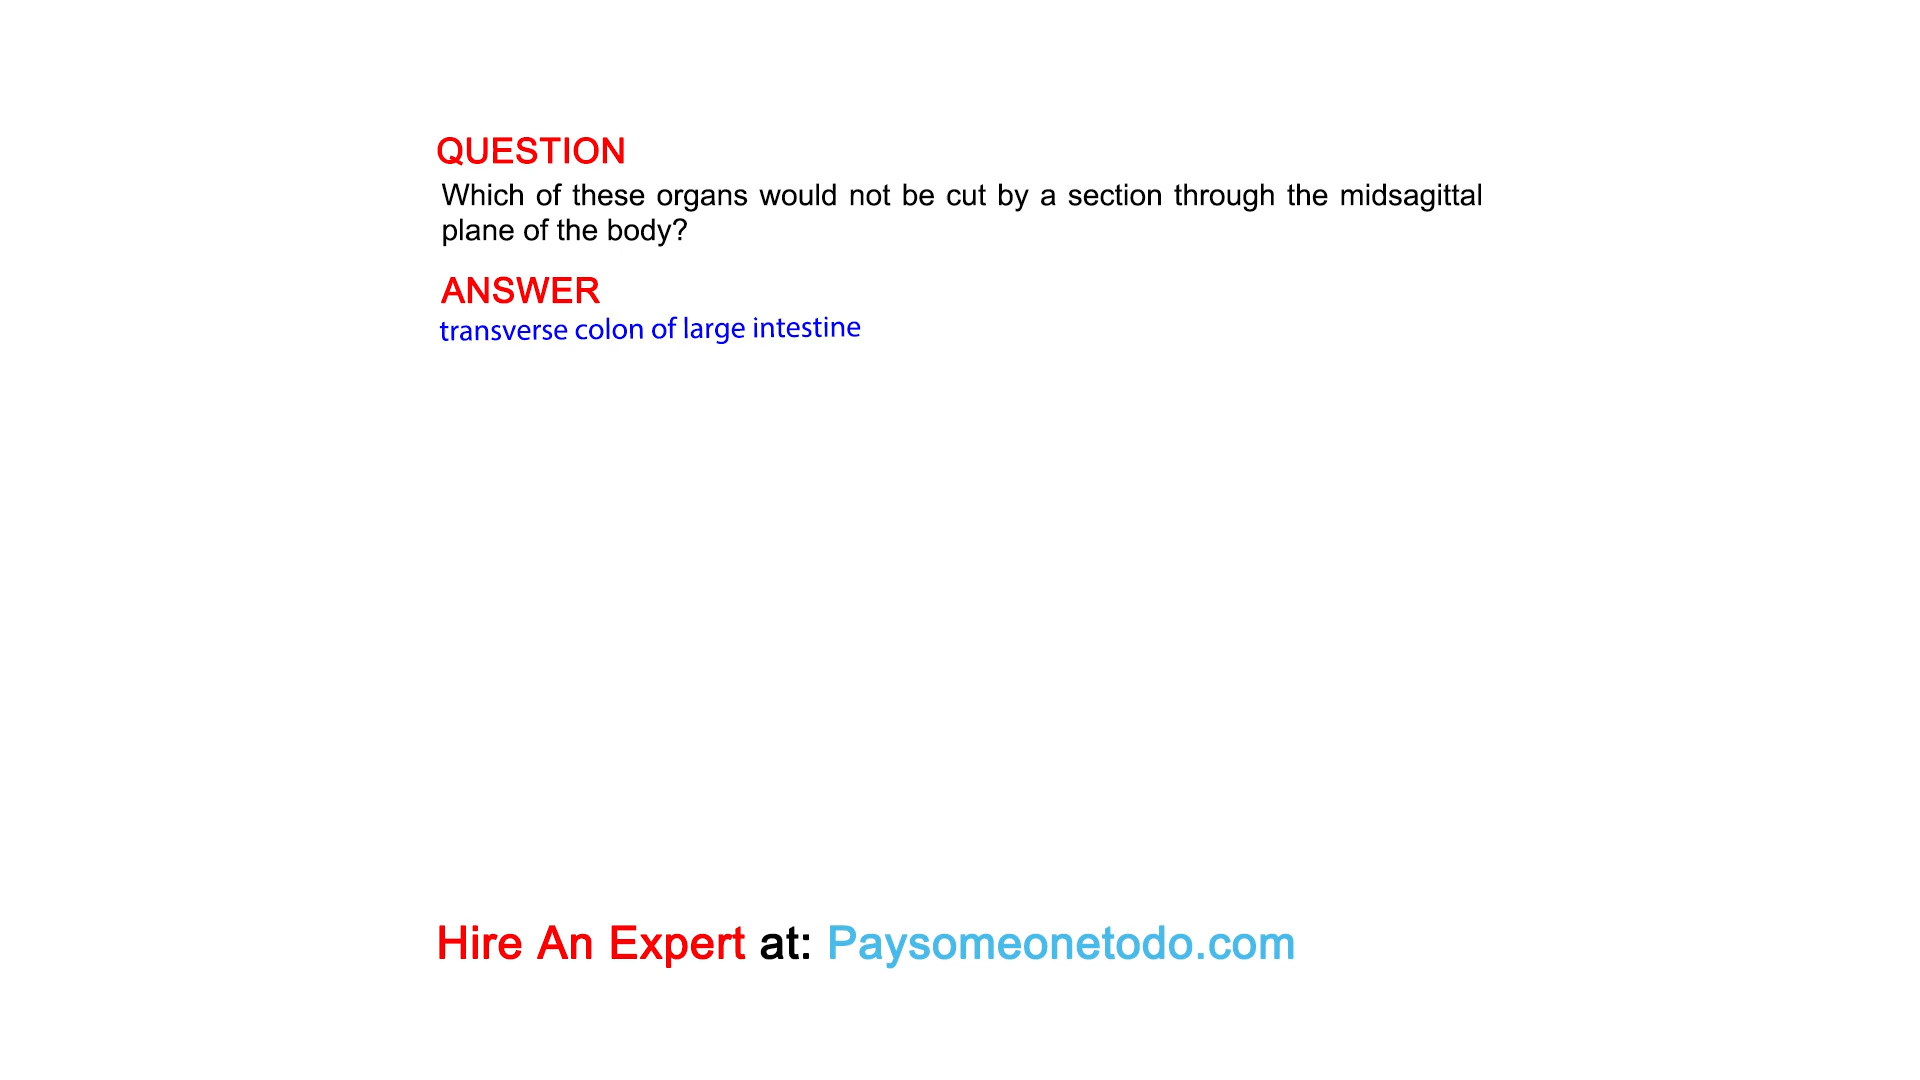 QUESTION
Which of these organs would not be cut by a section through the midsagittal
plane of the body?
ANSWER
transverse colon of large intestine
Hire An Expert at: Paysomeonetodo.com